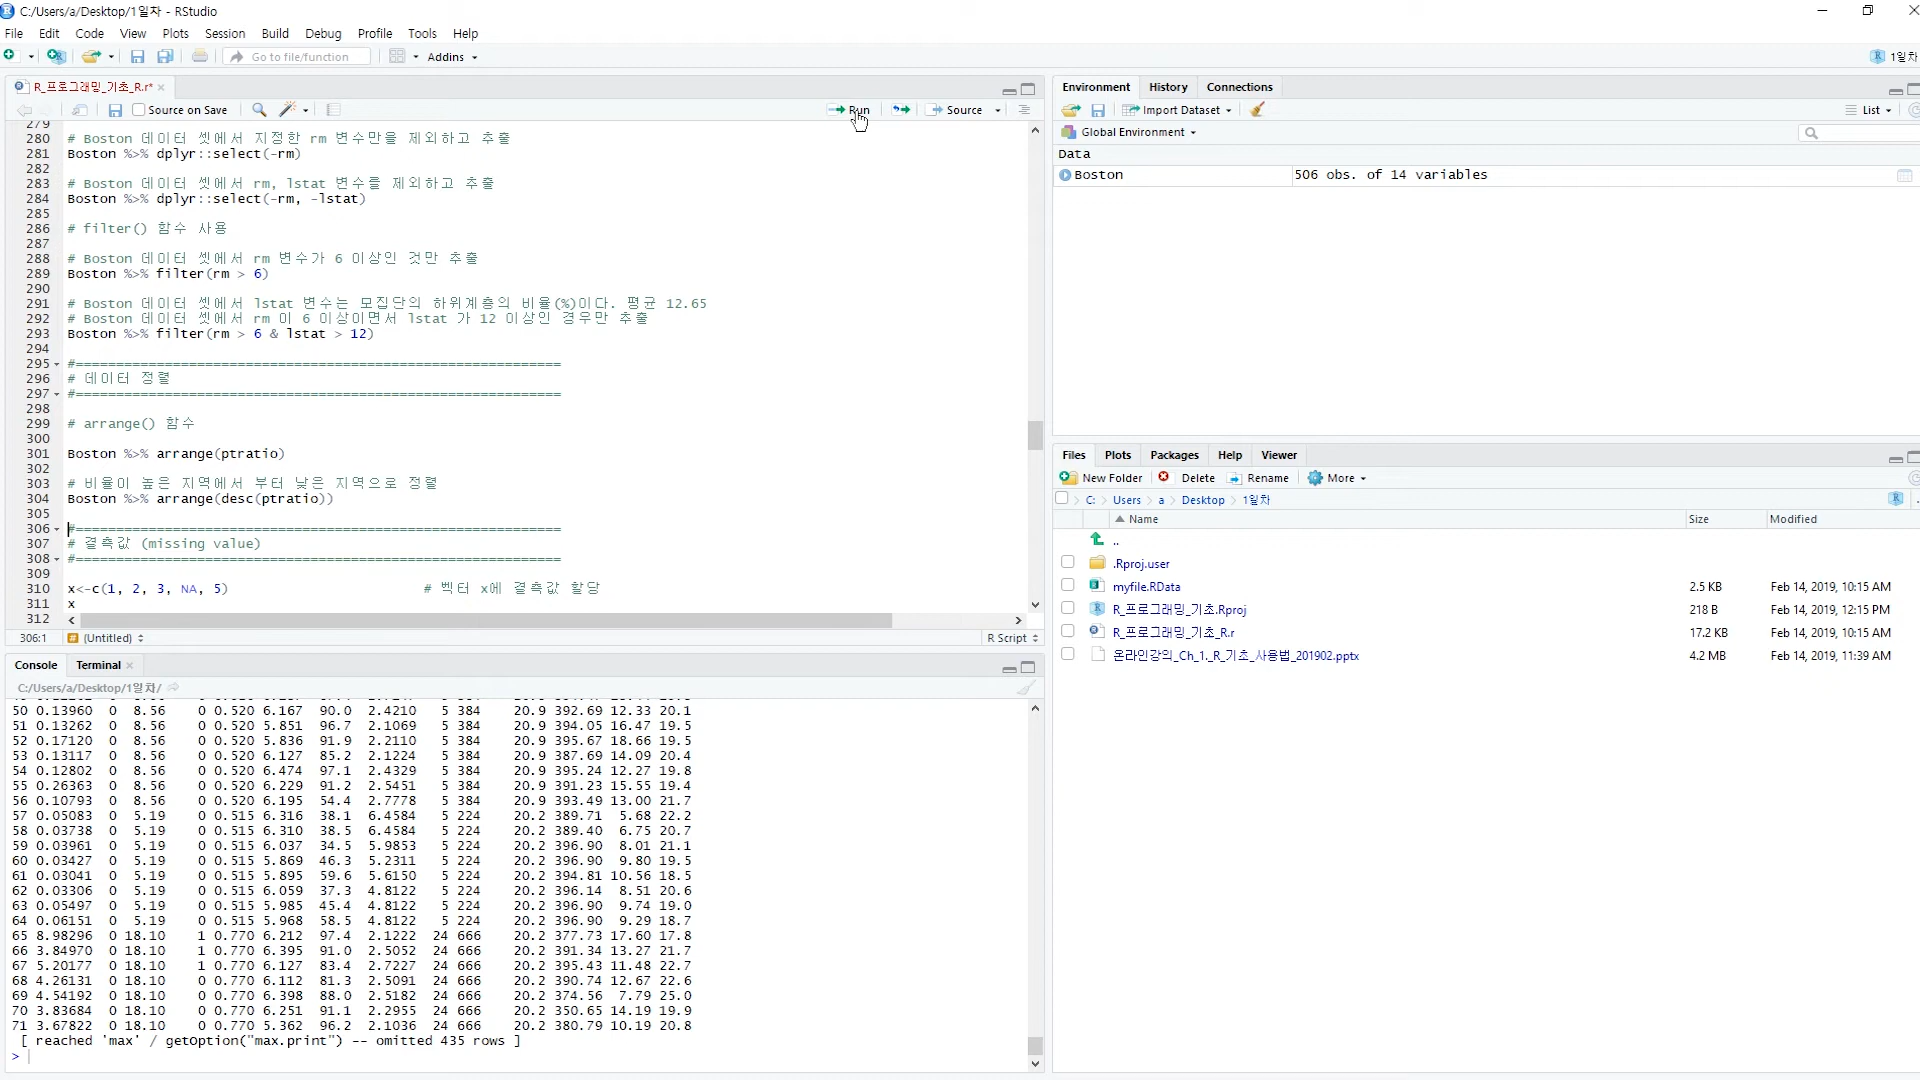 C:/Users/a/Desktop/1일차 - RStudio
File Edit Code View Plots Session Build Debug Profile Tools Help
Go to file/function Addins 1일차
R_프로그래밍_기초_R.r*
Source on Save Run Source
279
280 # Boston 데이터 셋에서 지정한 rm 변수만을 제외하고 추출
281 Boston %>% dplyr::select(-rm)
282
283 # Boston 데이터 셋에서 rm, lstat 변수를 제외하고 추출
284 Boston %>% dplyr::select(-rm, -lstat)
285
286 # filter() 함수 사용
287
288 # Boston 데이터 셋에서 rm 변수가 6 이상인 것만 추출
289 Boston %>% filter(rm > 6)
290
291 # Boston 데이터 셋에서 lstat 변수는 모집단의 하위계층의 비율(%)이다. 평균 12.65
292 # Boston 데이터 셋에서 rm 이 6 이상이면서 lstat 가 12 이상인 경우만 추출
293 Boston %>% filter(rm > 6 & lstat > 12)
294
295 #============================================================
296 # 데이터 정렬
297 #============================================================
298
299 # arrange() 함수
300
301 Boston %>% arrange(ptratio)
302
303 # 비율이 높은 지역에서 부터 낮은 지역으로 정렬
304 Boston %>% arrange(desc(ptratio))
305
306 #============================================================
307 # 결측값 (missing value)
308 #============================================================
309
310 x<-c(1, 2, 3, NA, 5) # 벡터 x에 결측값 할당
311 x
312
306:1 (Untitled) R Script
Console Terminal
C:/Users/a/Desktop/1일차/
50 0.13960 0 8.56 0 0.520 6.167 90.0 2.4210 5 384 20.9 392.69 12.33 20.1
51 0.13262 0 8.56 0 0.520 5.851 96.7 2.1069 5 384 20.9 394.05 16.47 19.5
52 0.17120 0 8.56 0 0.520 5.836 91.9 2.2110 5 384 20.9 395.67 18.66 19.5
53 0.13117 0 8.56 0 0.520 6.127 85.2 2.1224 5 384 20.9 387.69 14.09 20.4
54 0.12802 0 8.56 0 0.520 6.474 97.1 2.4329 5 384 20.9 395.24 12.27 19.8
55 0.26363 0 8.56 0 0.520 6.229 91.2 2.5451 5 384 20.9 391.23 15.55 19.4
56 0.10793 0 8.56 0 0.520 6.195 54.4 2.7778 5 384 20.9 393.49 13.00 21.7
57 0.05083 0 5.19 0 0.515 6.316 38.1 6.4584 5 224 20.2 389.71 5.68 22.2
58 0.03738 0 5.19 0 0.515 6.310 38.5 6.4584 5 224 20.2 389.40 6.75 20.7
59 0.03961 0 5.19 0 0.515 6.037 34.5 5.9853 5 224 20.2 396.90 8.01 21.1
60 0.03427 0 5.19 0 0.515 5.869 46.3 5.2311 5 224 20.2 396.90 9.80 19.5
61 0.03041 0 5.19 0 0.515 5.895 59.6 5.6150 5 224 20.2 394.81 10.56 18.5
62 0.03306 0 5.19 0 0.515 6.059 37.3 4.8122 5 224 20.2 396.14 8.51 20.6
63 0.05497 0 5.19 0 0.515 5.985 45.4 4.8122 5 224 20.2 396.90 9.74 19.0
64 0.06151 0 5.19 0 0.515 5.968 58.5 4.8122 5 224 20.2 396.90 9.29 18.7
65 8.98296 0 18.10 1 0.770 6.212 97.4 2.1222 24 666 20.2 377.73 17.60 17.8
66 3.84970 0 18.10 1 0.770 6.395 91.0 2.5052 24 666 20.2 391.34 13.27 21.7
67 5.20177 0 18.10 1 0.770 6.127 83.4 2.7227 24 666 20.2 395.43 11.48 22.7
68 4.26131 0 18.10 0 0.770 6.112 81.3 2.5091 24 666 20.2 390.74 12.67 22.6
69 4.54192 0 18.10 0 0.770 6.398 88.0 2.5182 24 666 20.2 374.56 7.79 25.0
70 3.83684 0 18.10 0 0.770 6.251 91.1 2.2955 24 666 20.2 350.65 14.19 19.9
71 3.67822 0 18.10 0 0.770 5.362 96.2 2.1036 24 666 20.2 380.79 10.19 20.8
[ reached 'max' / getOption("max.print") -- omitted 435 rows ]
>
Environment History Connections
Import Dataset List
Global Environment
Data
Boston 506 obs. of 14 variables
Files Plots Packages Help Viewer
New Folder Delete Rename More
C: Users a Desktop 1일차
Name Size Modified
..
.Rproj.user
myfile.RData 2.5 KB Feb 14, 2019, 10:15 AM
R_프로그래밍_기초.Rproj 218 B Feb 14, 2019, 12:15 PM
R_프로그래밍_기초_R.r 17.2 KB Feb 14, 2019, 10:15 AM
온라인강의_Ch_1._R_기초_사용법_201902.pptx 4.2 MB Feb 14, 2019, 11:39 AM